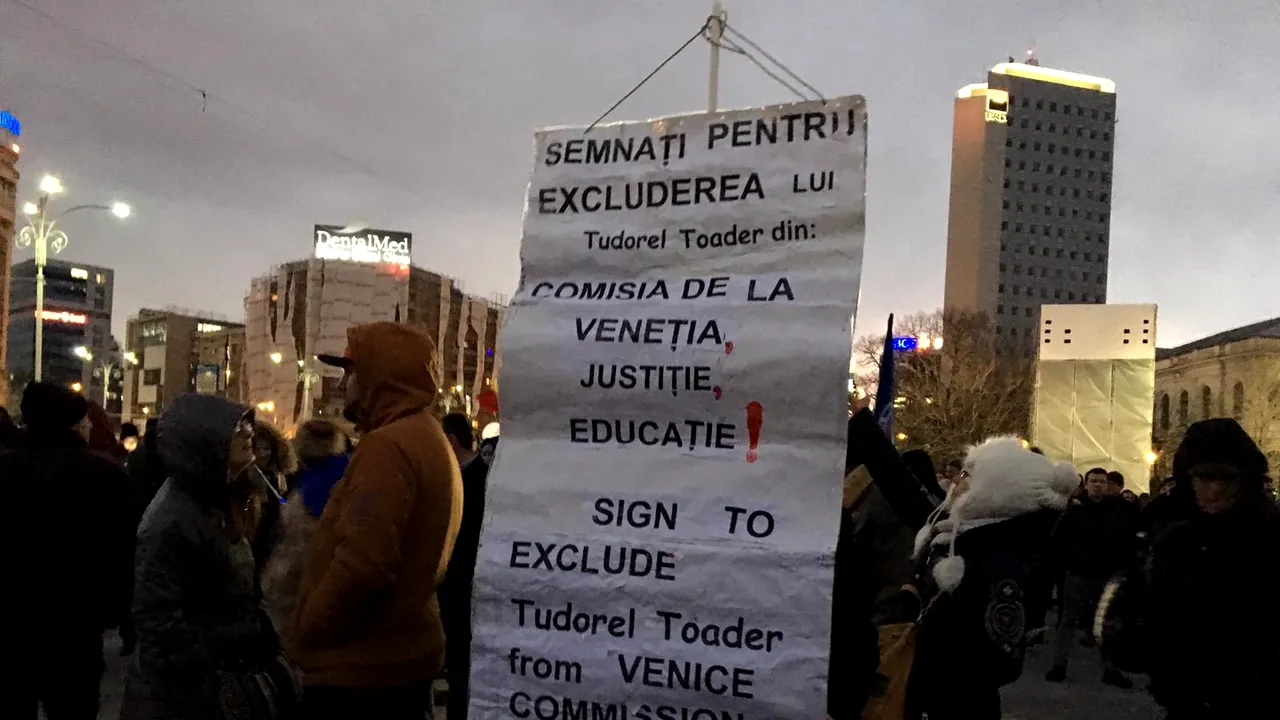 SEMNAȚI PENTRU
EXCLUDEREA LUI
Tudorel Toader din:
COMISIA DE LA
VENEȚIA,
JUSTIȚIE,
EDUCAȚIE!
SIGN TO
EXCLUDE
Tudorel Toader
from VENICE
COMMISSION
DentalMed